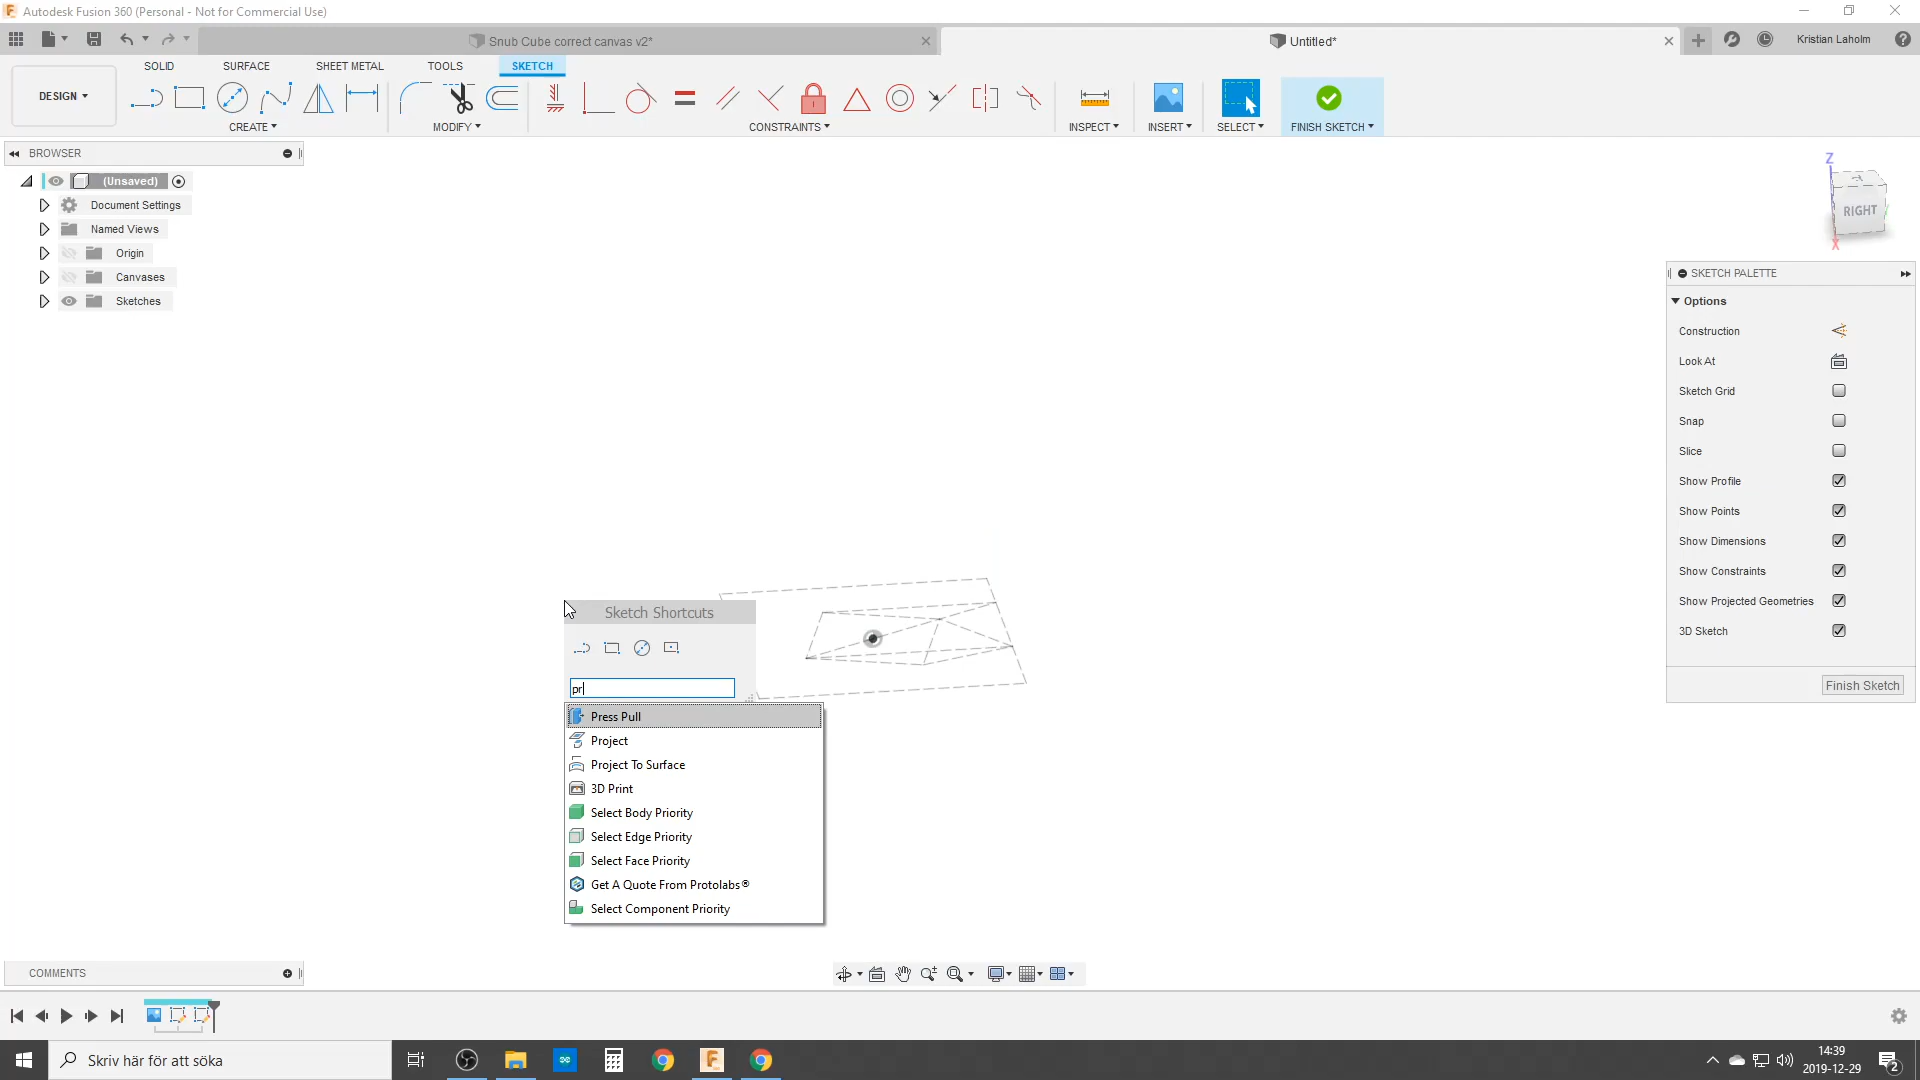 Autodesk Fusion 360 (Personal - Not for Commercial Use)
Snub Cube correct canvas v2*
Untitled*
Kristian Laholm
SOLID
SURFACE
SHEET METAL
TOOLS
SKETCH
DESIGN
CREATE
MODIFY
CONSTRAINTS
INSPECT
INSERT
SELECT
FINISH SKETCH
BROWSER
(Unsaved)
Document Settings
Named Views
Origin
Canvases
Sketches
Z
RIGHT
X
SKETCH PALETTE
Options
Construction
Look At
Sketch Grid
Snap
Slice
Show Profile
Show Points
Show Dimensions
Show Constraints
Show Projected Geometries
3D Sketch
Finish Sketch
Sketch Shortcuts
pr
Press Pull
Project
Project To Surface
3D Print
Select Body Priority
Select Edge Priority
Select Face Priority
Get A Quote From Protolabs®
Select Component Priority
COMMENTS
Skriv här för att söka
14:39
2019-12-29
2